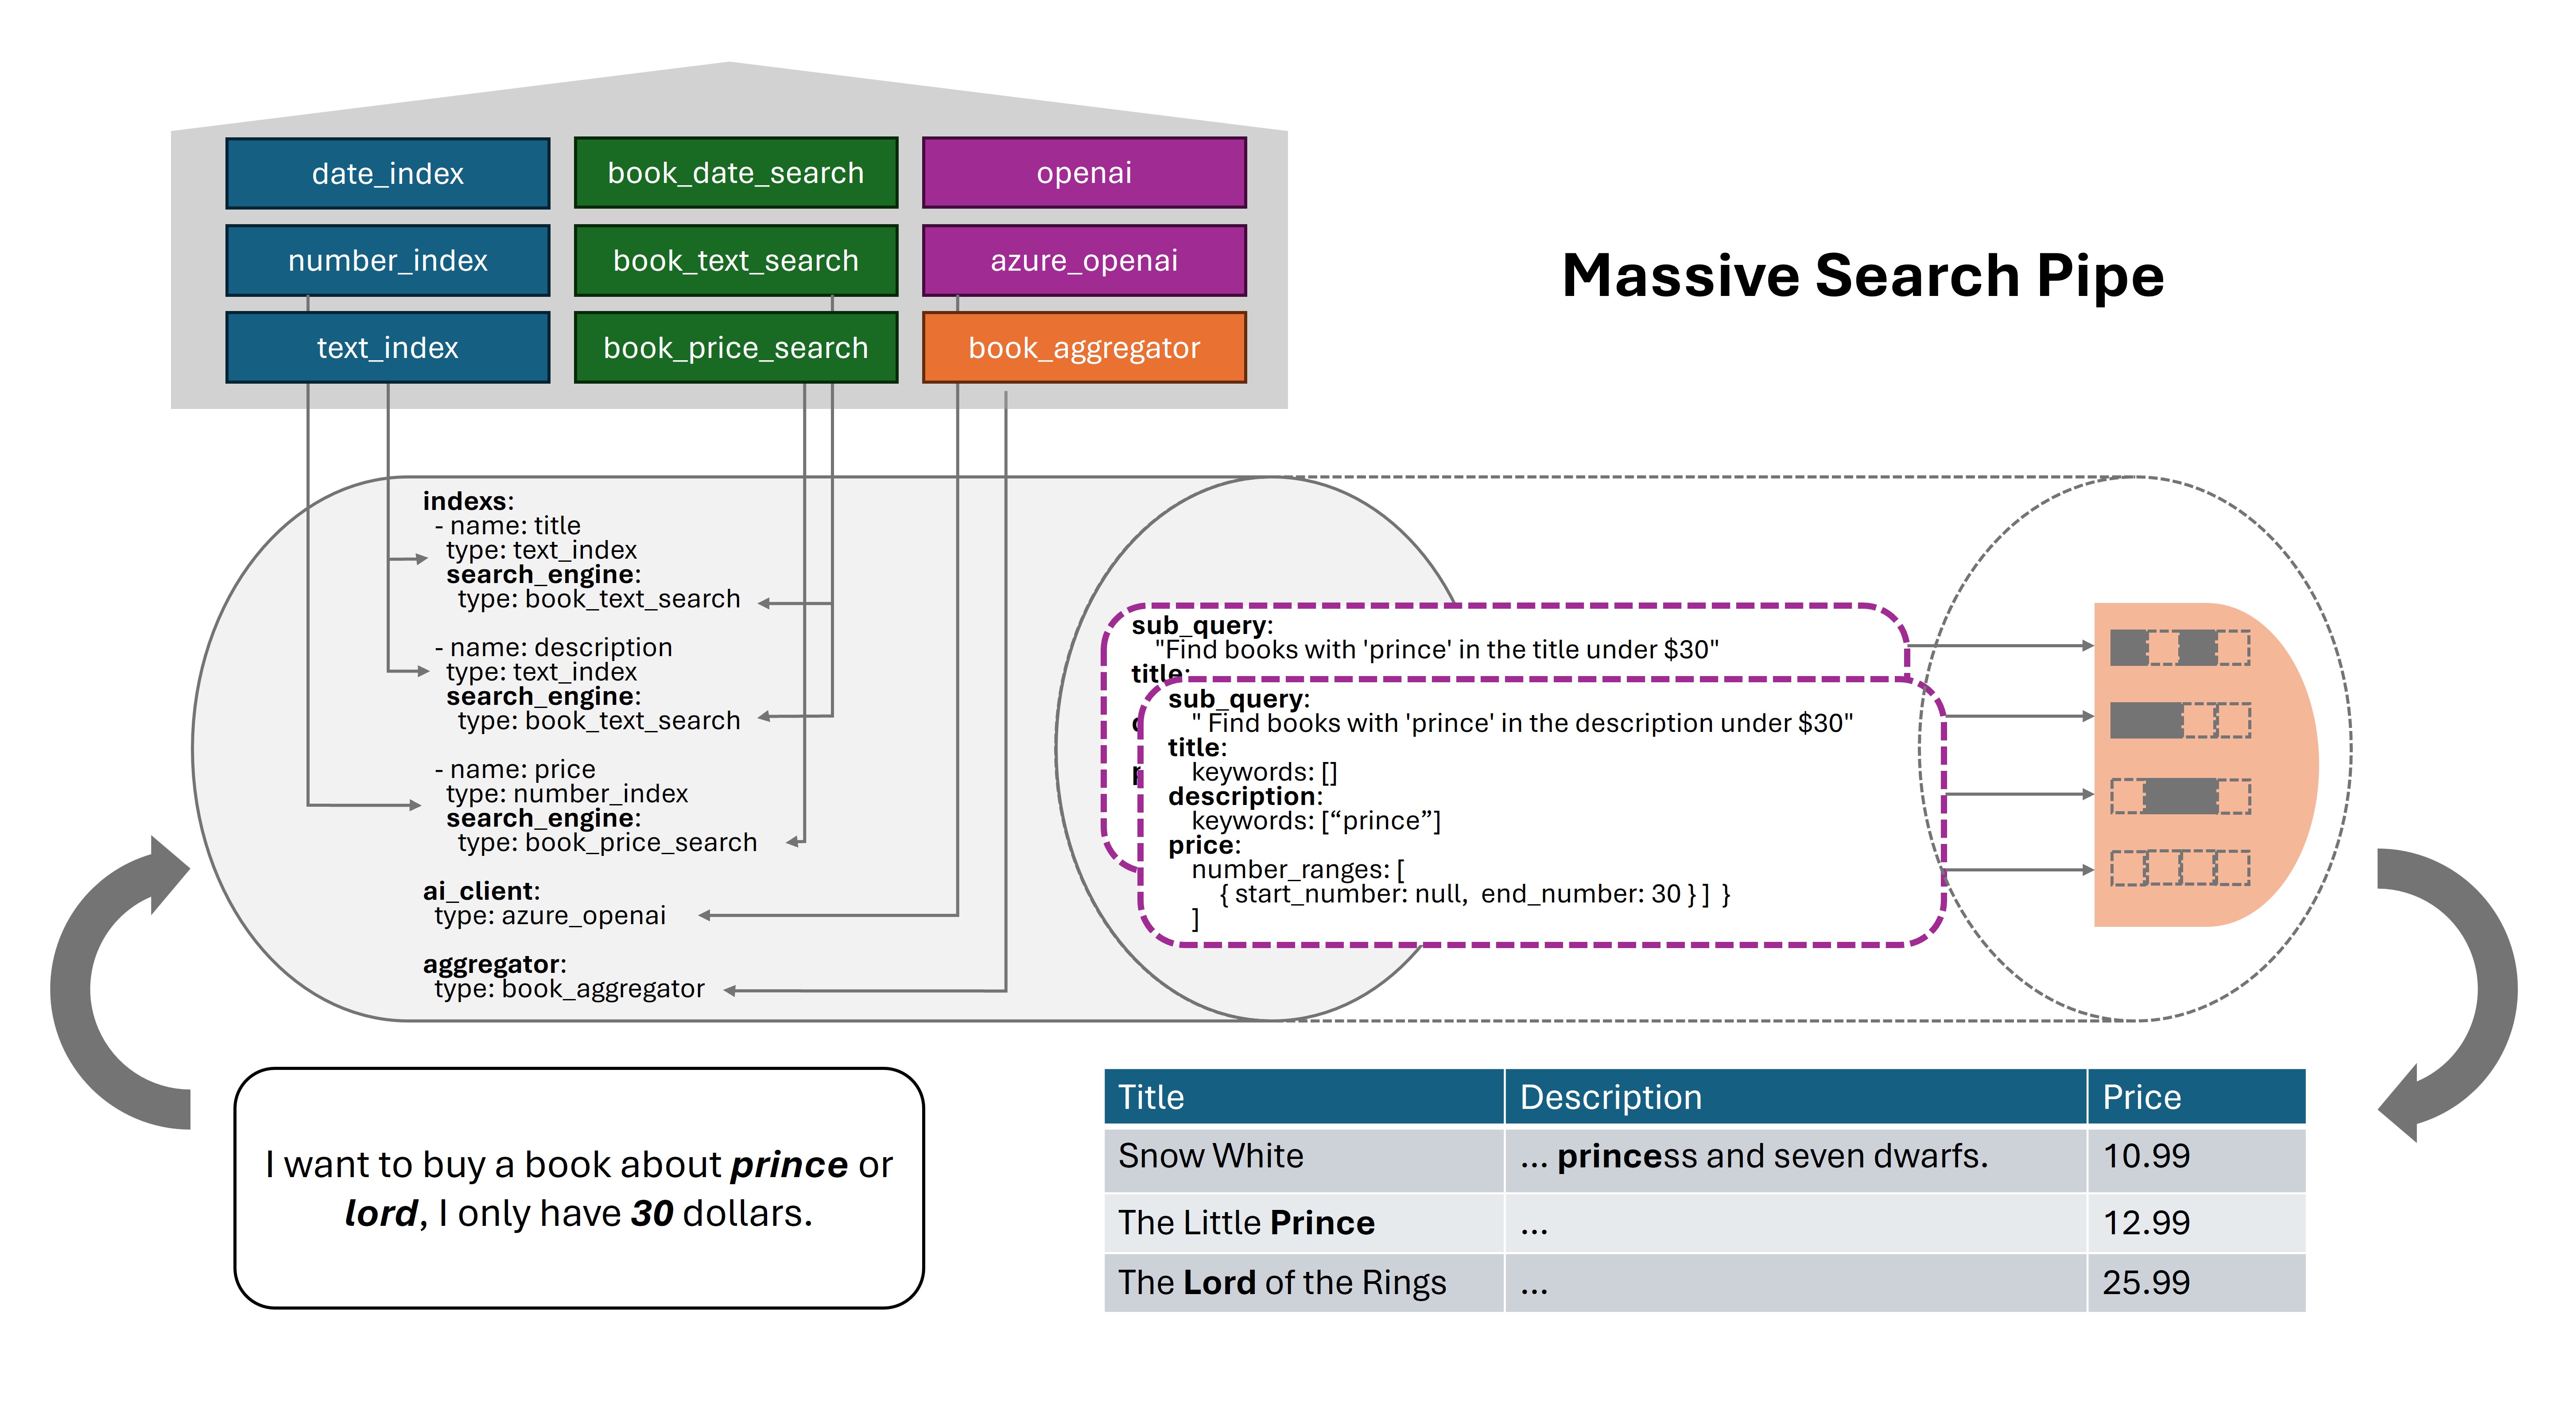 date_index
book_date_search
openai
number_index
book_text_search
azure_openai
text_index
book_price_search
book_aggregator
Massive Search Pipe
indexs:
- name: title
type: text_index
search_engine:
type: book_text_search
- name: description
type: text_index
search_engine:
type: book_text_search
- name: price
type: number_index
search_engine:
type: book_price_search
ai_client:
type: azure_openai
aggregator:
type: book_aggregator
sub_query:
"Find books with 'prince' in the title under $30"
title:
sub_query:
" Find books with 'prince' in the description under $30"
title:
keywords: []
description:
keywords: [“prince”]
price:
number_ranges: [
{ start_number: null,  end_number: 30 } ]  }
]
I want to buy a book about prince or
lord, I only have 30 dollars.
Title Description Price
Snow White ... princess and seven dwarfs. 10.99
The Little Prince ... 12.99
The Lord of the Rings ... 25.99